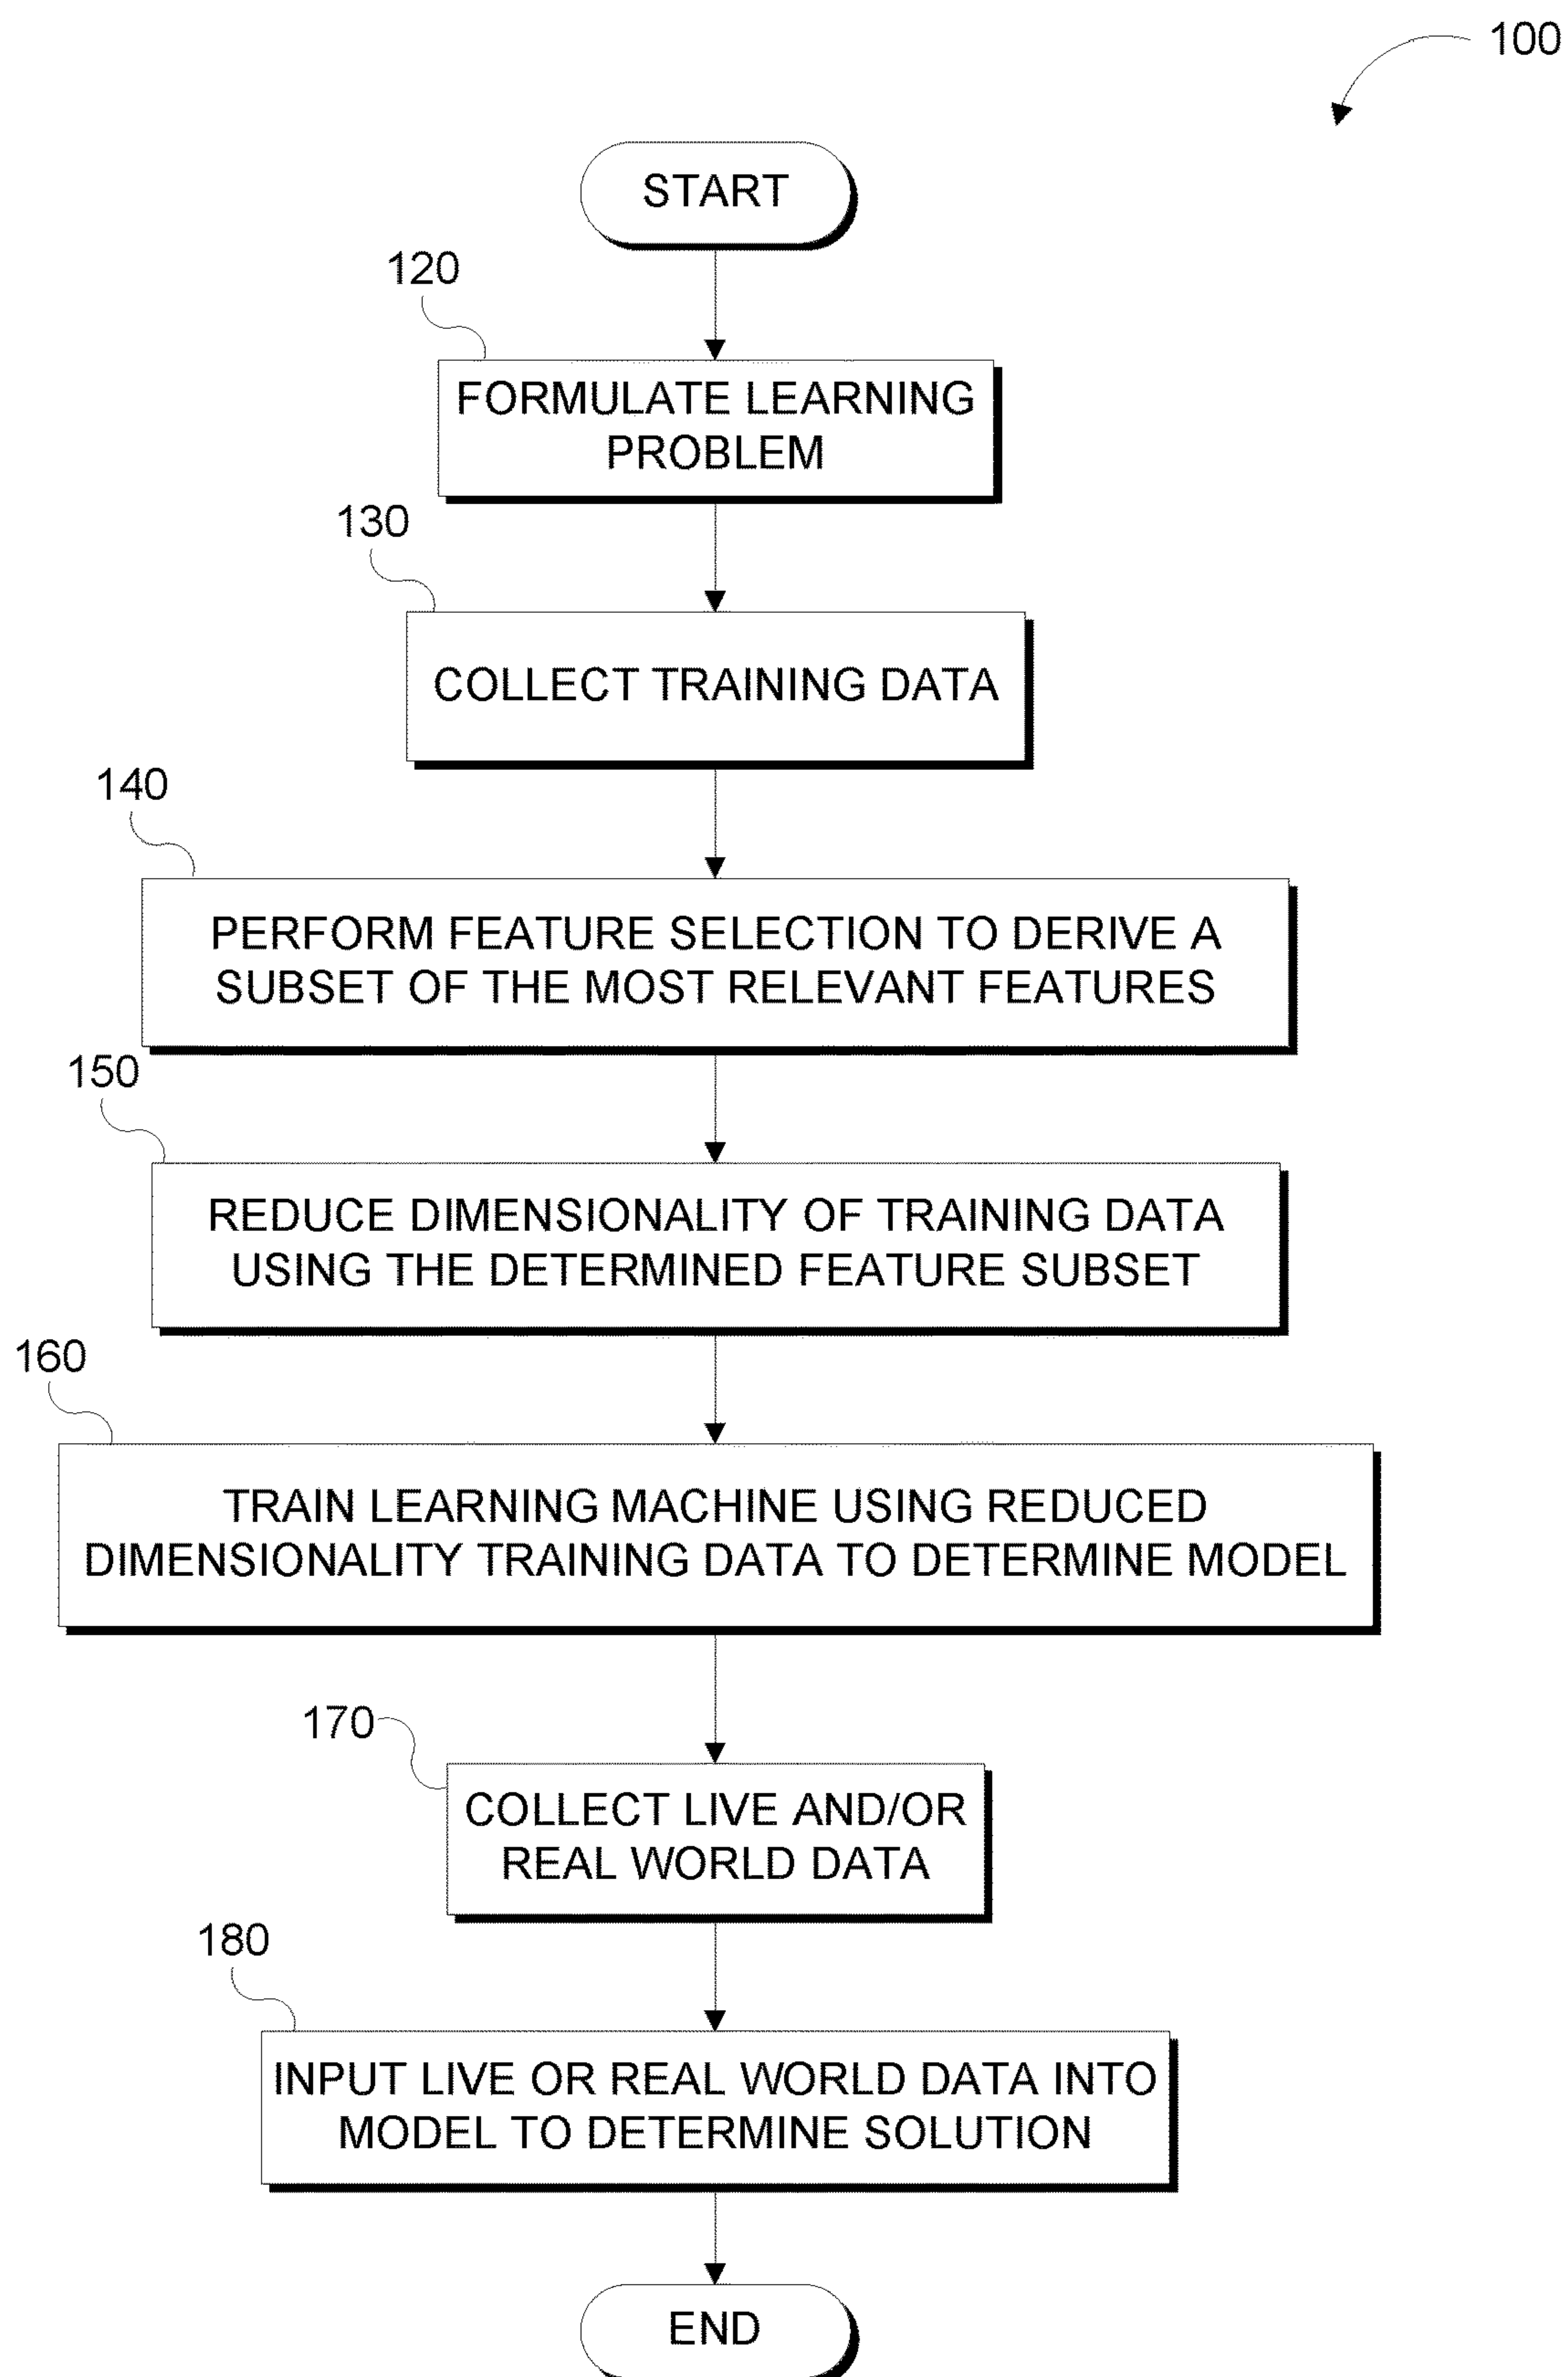 100
START
120
FORMULATE LEARNING
PROBLEM
130
COLLECT TRAINING DATA
140
PERFORM FEATURE SELECTION TO DERIVE A
SUBSET OF THE MOST RELEVANT FEATURES
150
REDUCE DIMENSIONALITY OF TRAINING DATA
USING THE DETERMINED FEATURE SUBSET
160
TRAIN LEARNING MACHINE USING REDUCED
DIMENSIONALITY TRAINING DATA TO DETERMINE MODEL
170
COLLECT LIVE AND/OR
REAL WORLD DATA
180
INPUT LIVE OR REAL WORLD DATA INTO
MODEL TO DETERMINE SOLUTION
END